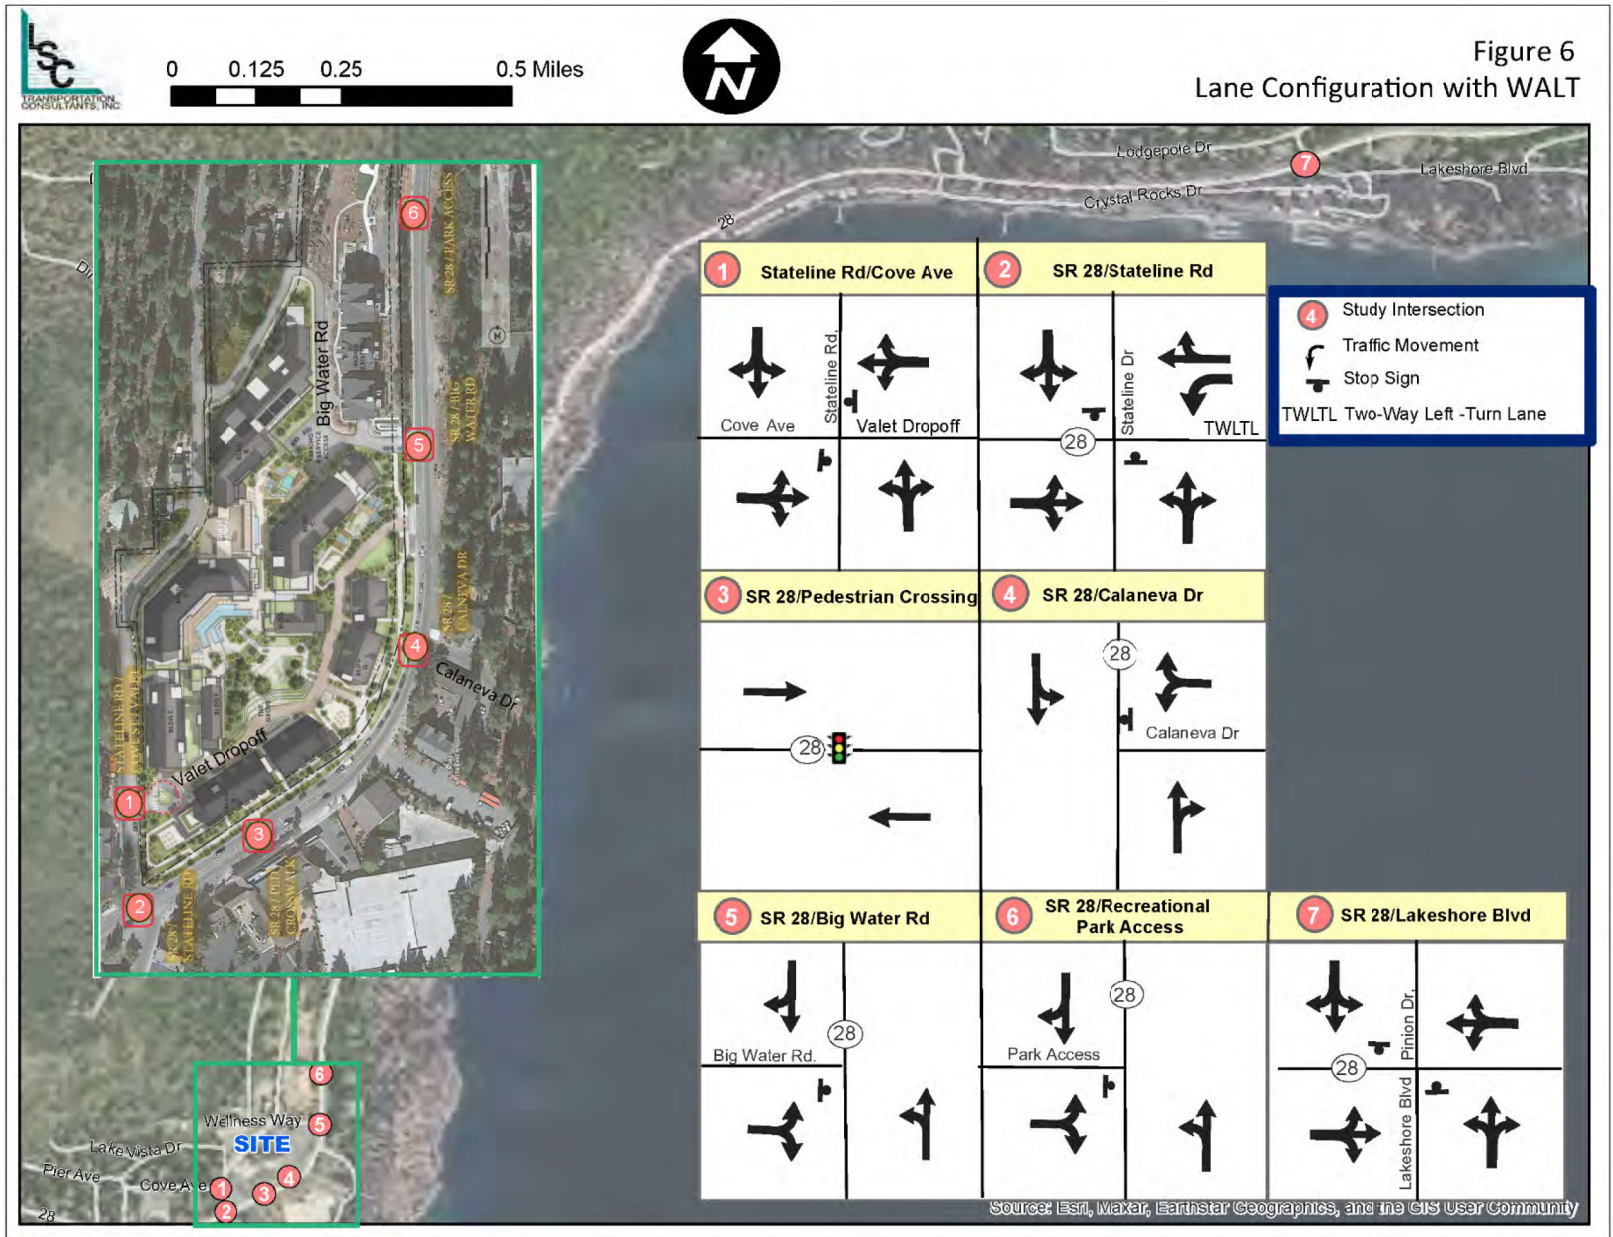 LSC
TRANSPORTATION
CONSULTANTS, INC
0 0.125 0.25 0.5 Miles
N
Figure 6
Lane Configuration with WALT
Lodgepole Dr
7
Lakeshore Blvd
Crystal Rocks Dr
28
6
SR 28 / PARK ACCESS
Big Water Rd
SR 28 / BIG
WATER RD
5
SR 28 /
CALNEVA DR
4
Calaneva Dr
STATELINE RD /
Valet Dropoff
1
3
2
SR 28 /
STATELINE RD
SR 28 / PED
CROSSWALK
1 Stateline Rd/Cove Ave
Stateline Rd,
Cove Ave
Valet Dropoff
2 SR 28/Stateline Rd
Stateline Dr
28
TWLTL
4 Study Intersection
Traffic Movement
Stop Sign
TWLTL Two-Way Left -Turn Lane
3 SR 28/Pedestrian Crossing
28
4 SR 28/Calaneva Dr
28
Calaneva Dr
5 SR 28/Big Water Rd
28
Big Water Rd.
6 SR 28/Recreational
Park Access
28
Park Access
7 SR 28/Lakeshore Blvd
Pinion Dr,
28
Lakeshore Blvd
6
Wellness Way
5
SITE
Lake Vista Dr
Pier Ave
4
Cove Ave
1
3
2
28
Source: Esri, Maxar, Earthstar Geographics, and the GIS User Community